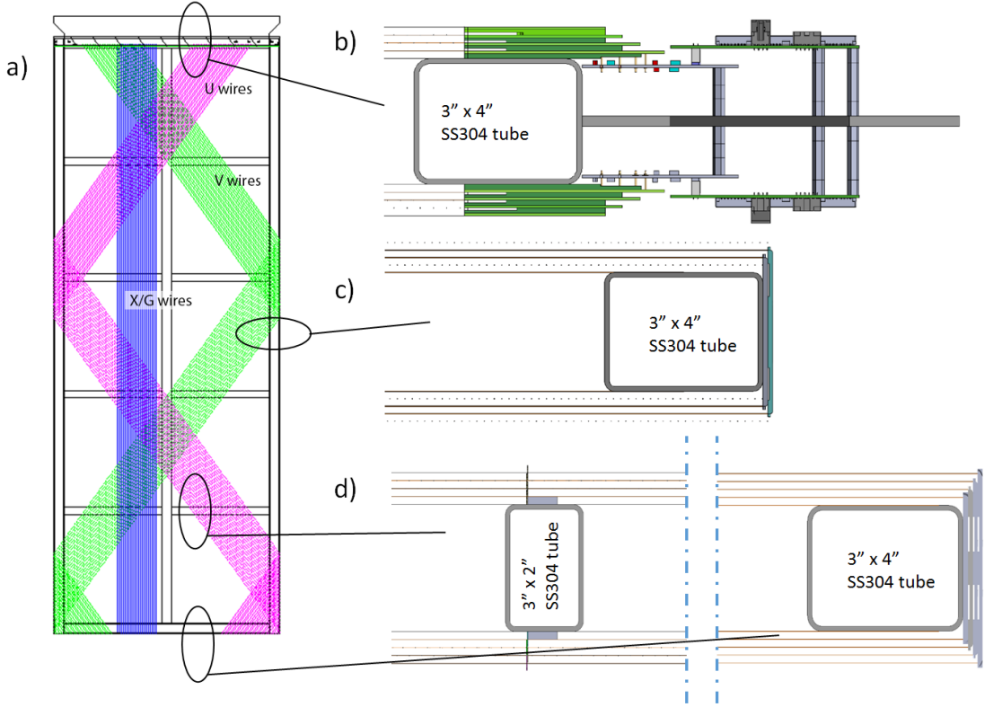 a)
U wires
V wires
X/G wires
b)
3” x 4”
SS304 tube
c)
3” x 4”
SS304 tube
d)
3” x 2”
SS304 tube
3” x 4”
SS304 tube